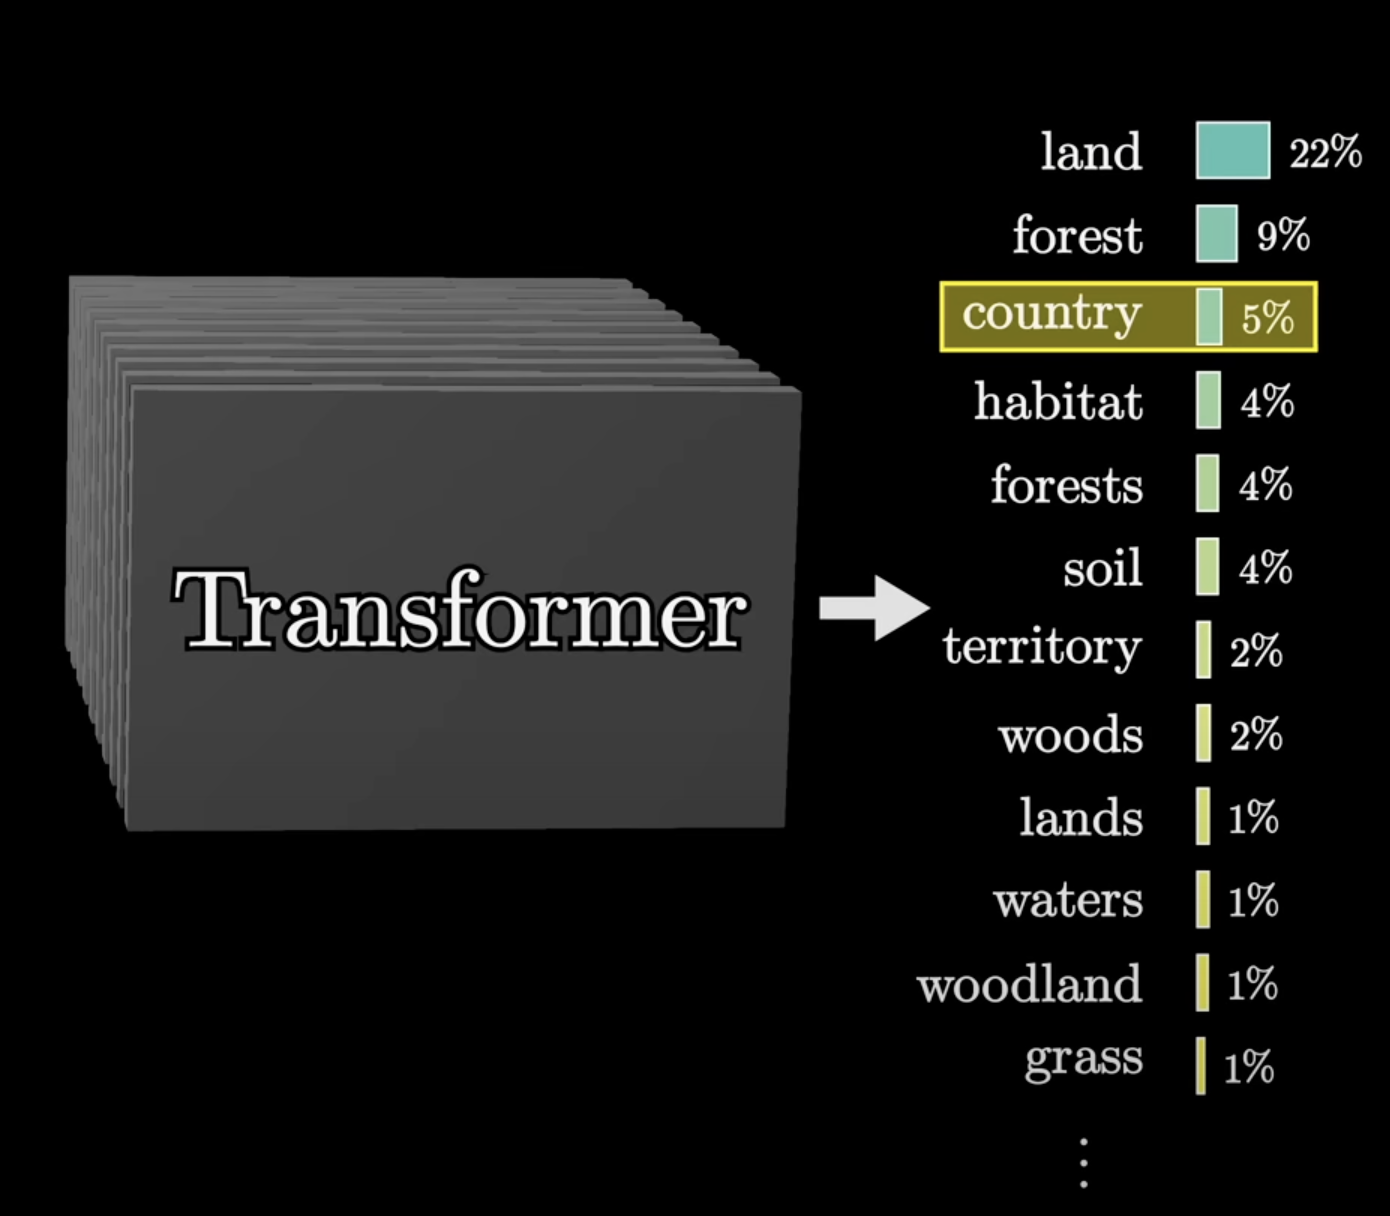 Transformer
land 22%
forest 9%
country 5%
habitat 4%
forests 4%
soil 4%
territory 2%
woods 2%
lands 1%
waters 1%
woodland 1%
grass 1%
⋮